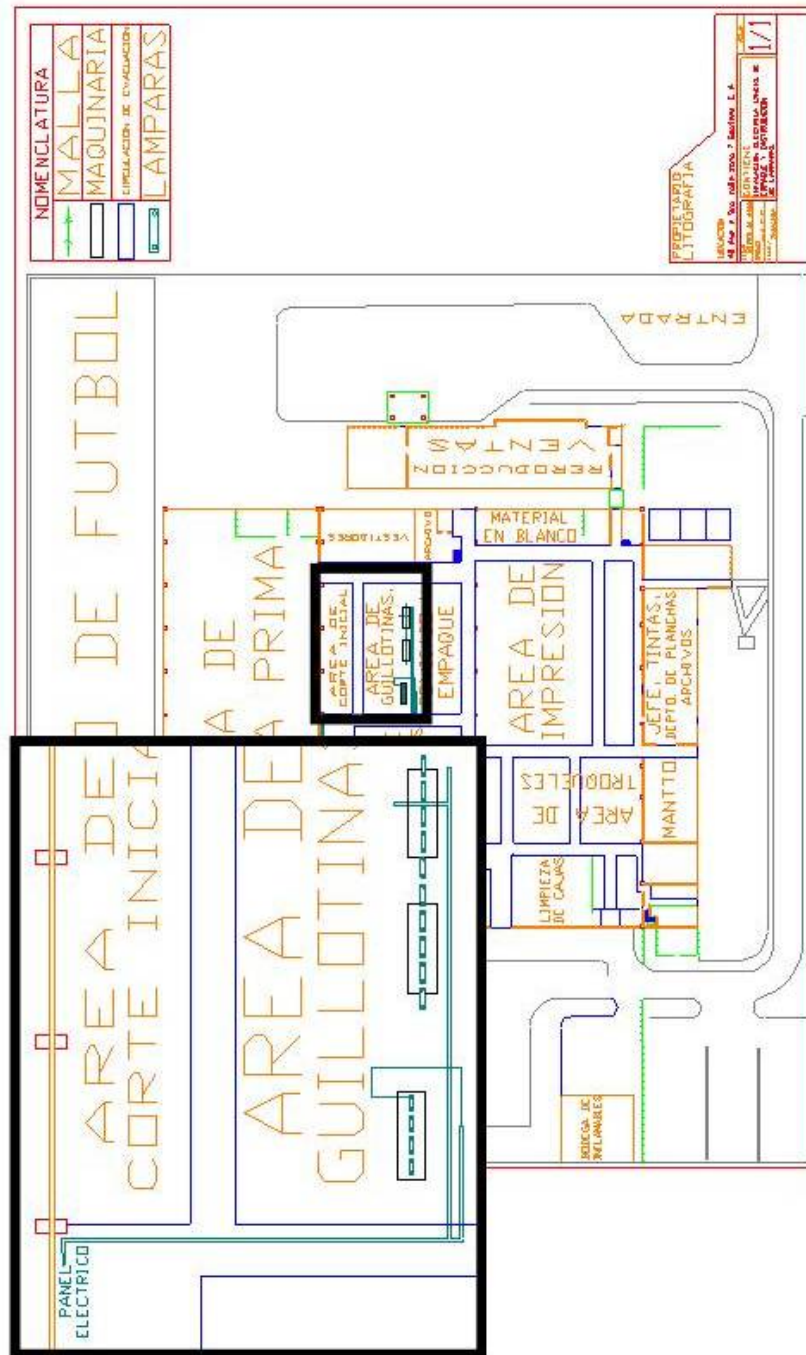 NOMENCLATURA
MALLA
MAQUINARIA
CIRCULACION DE EVACUACION
LAMPARAS
PROPIETARIO
LITOGRAFIA
1/1
CONTIENE
DE FUTBOL
ENTRADA
REPRODUCCION
VENTAS
VESTIDORES
ARCHIVO
MATERIAL
EN BLANCO
DE
PRIMA
AREA DE
CORTE INICIAL
AREA DE
GUILLOTINAS,
EMPAQUE
AREA DE
IMPRESION
JEFE, TINTAS,
DEPTO. DE PLANCHAS
ARCHIVOS
AREA DE
TROQUELES
MANTTO.
LIMPIEZA
DE CAJAS
BODEGA DE
INFLAMABLES
AREA DE
CORTE INICIA
AREA DE
GUILLOTINA
PANEL
ELECTRICO